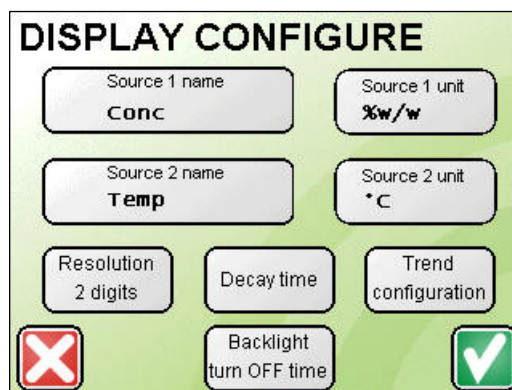 DISPLAY CONFIGURE
Source 1 name
Conc
Source 1 unit
%w/w
Source 2 name
Temp
Source 2 unit
°C
Resolution
2 digits
Decay time
Trend
configuration
Backlight
turn OFF time